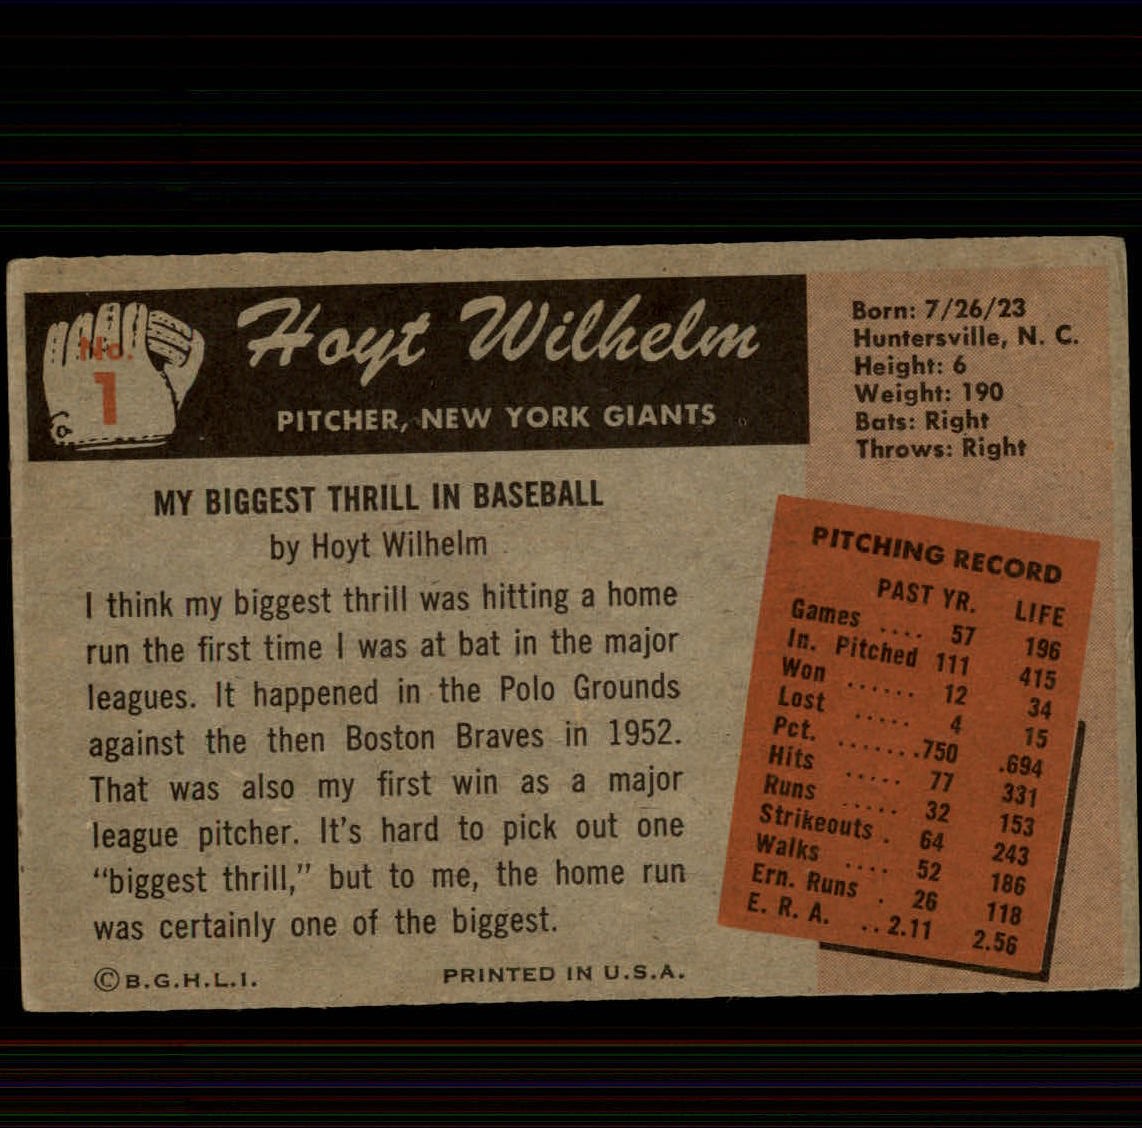 No.
1
Hoyt Wilhelm
PITCHER, NEW YORK GIANTS
Born: 7/26/23
Huntersville, N. C.
Height: 6
Weight: 190
Bats: Right
Throws: Right
MY BIGGEST THRILL IN BASEBALL
by Hoyt Wilhelm
I think my biggest thrill was hitting a home
run the first time I was at bat in the major
leagues. It happened in the Polo Grounds
against the then Boston Braves in 1952.
That was also my first win as a major
league pitcher. It's hard to pick out one
“biggest thrill,” but to me, the home run
was certainly one of the biggest.
© B.G.H.L.I. PRINTED IN U.S.A.
PITCHING RECORD
PAST YR. LIFE
Games .... 57 196
In. Pitched 111 415
Won ...... 12 34
Lost ..... 4 15
Pct. .......750 .694
Hits ..... 77 331
Runs ..... 32 153
Strikeouts . 64 243
Walks .... 52 186
Ern. Runs . 26 118
E. R. A. ..2.11 2.56